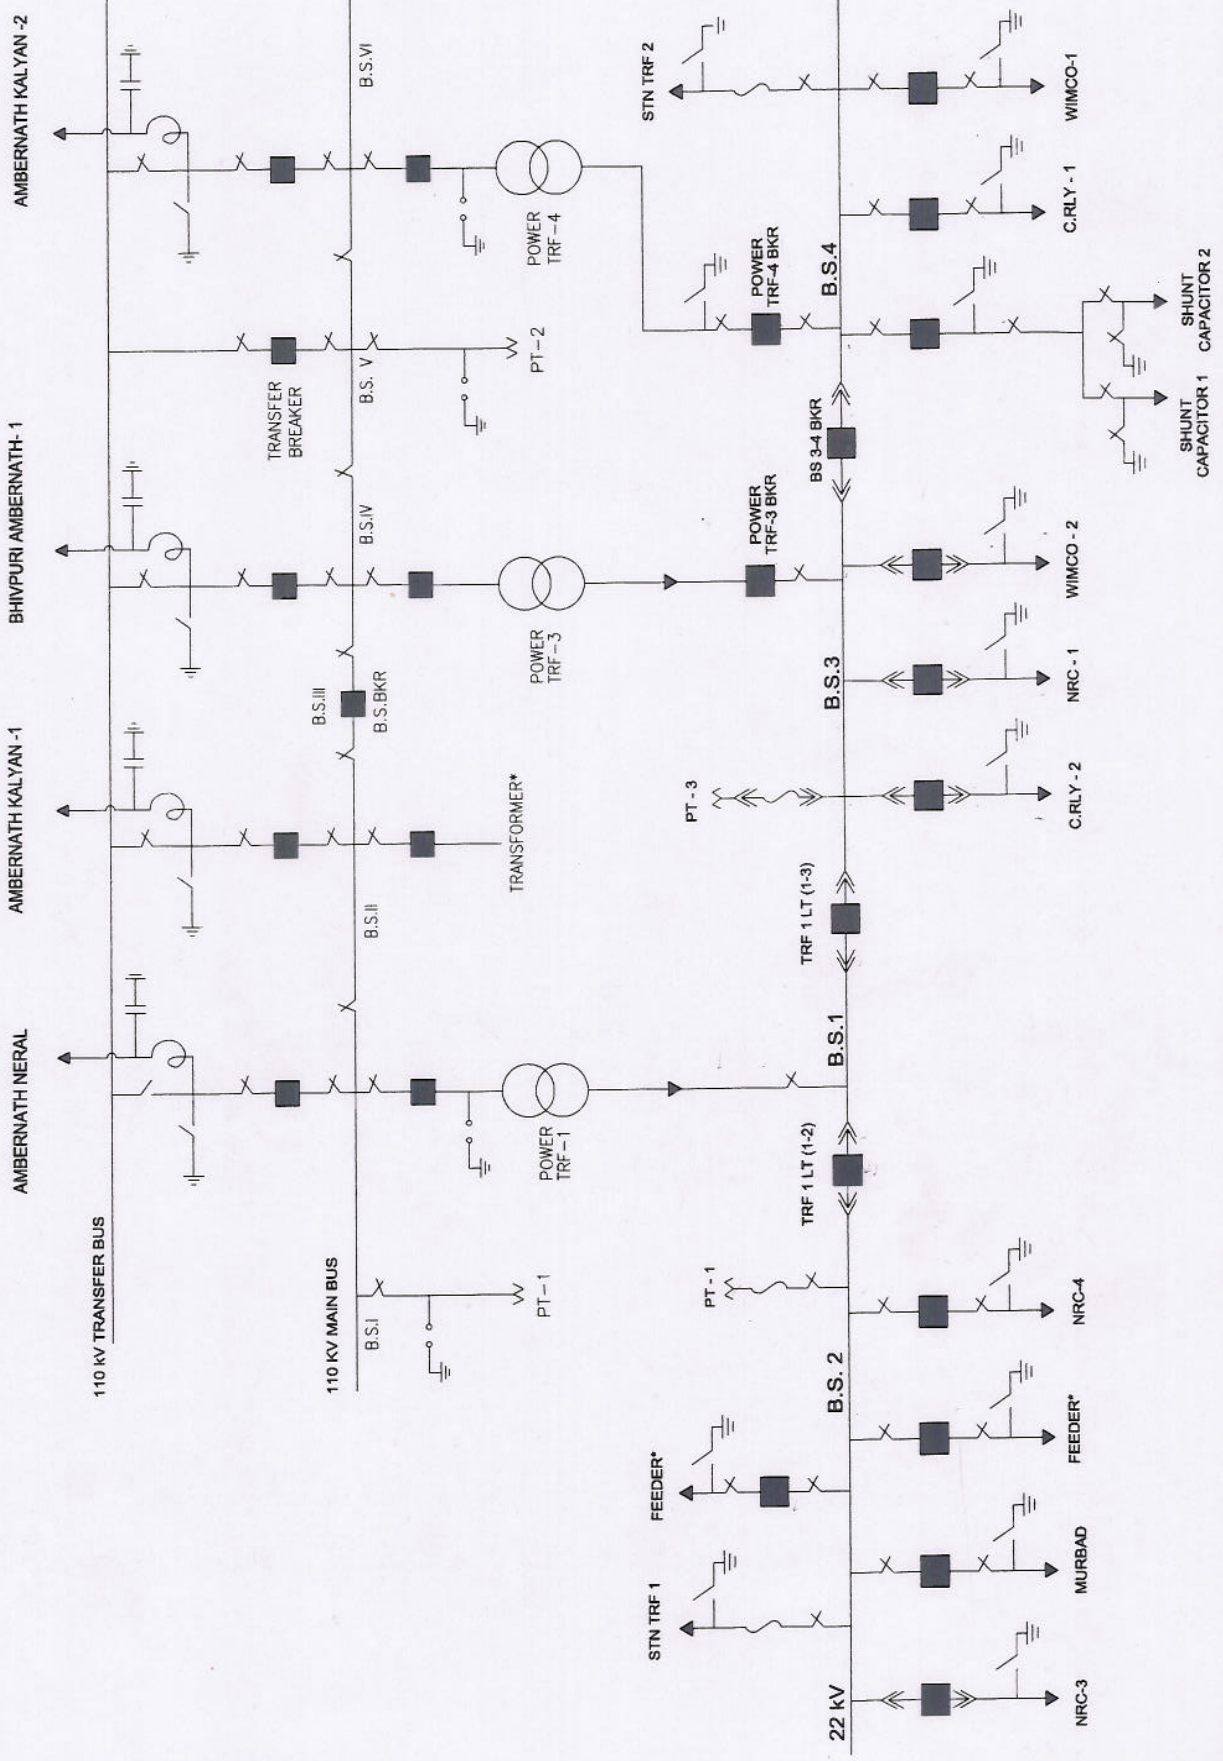 AMBERNATH NERAL
AMBERNATH KALYAN -1
BHIVPURI AMBERNATH- 1
AMBERNATH KALYAN -2
110 kV TRANSFER BUS
110 KV MAIN BUS
B.S.I
B.S.II
B.S.III
B.S.BKR
B.S.IV
B.S. V
B.S.VI
TRANSFER
BREAKER
PT-1
POWER
TRF-1
TRANSFORMER*
POWER
TRF-3
PT-2
POWER
TRF-4
STN TRF 1
FEEDER*
PT - 1
TRF 1 LT (1-2)
TRF 1 LT (1-3)
PT - 3
POWER
TRF-3 BKR
BS 3-4 BKR
POWER
TRF-4 BKR
STN TRF 2
22 kV
B.S. 2
B.S.1
B.S.3
B.S.4
NRC-3
MURBAD
FEEDER*
NRC-4
C.RLY - 2
NRC - 1
WIMCO - 2
SHUNT
CAPACITOR 1
SHUNT
CAPACITOR 2
C.RLY - 1
WIMCO-1